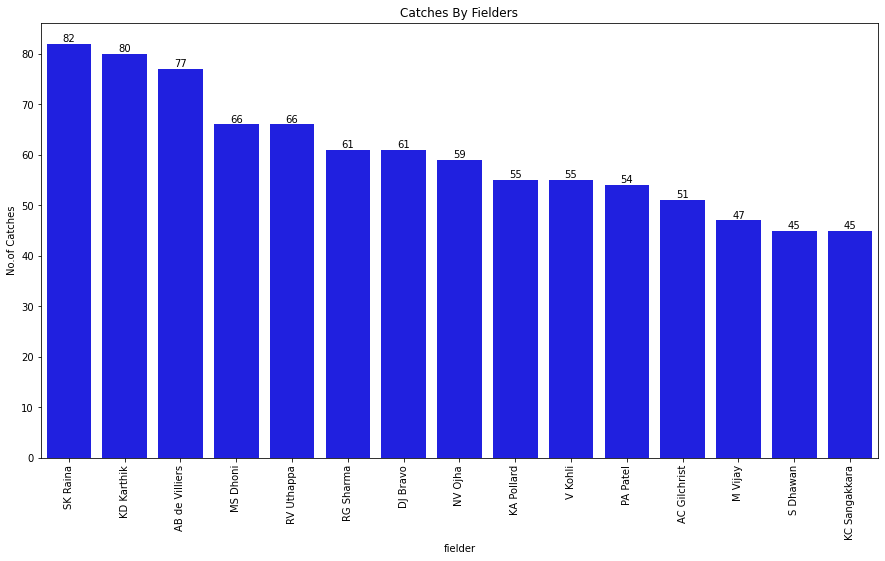 Catches By Fielders
82
80
77
66
66
61
61
59
55
55
54
51
47
45
45
No.of Catches
80
70
60
50
40
30
20
10
0
SK Raina
KD Karthik
AB de Villiers
MS Dhoni
RV Uthappa
RG Sharma
DJ Bravo
NV Ojha
KA Pollard
V Kohli
PA Patel
AC Gilchrist
M Vijay
S Dhawan
KC Sangakkara
fielder